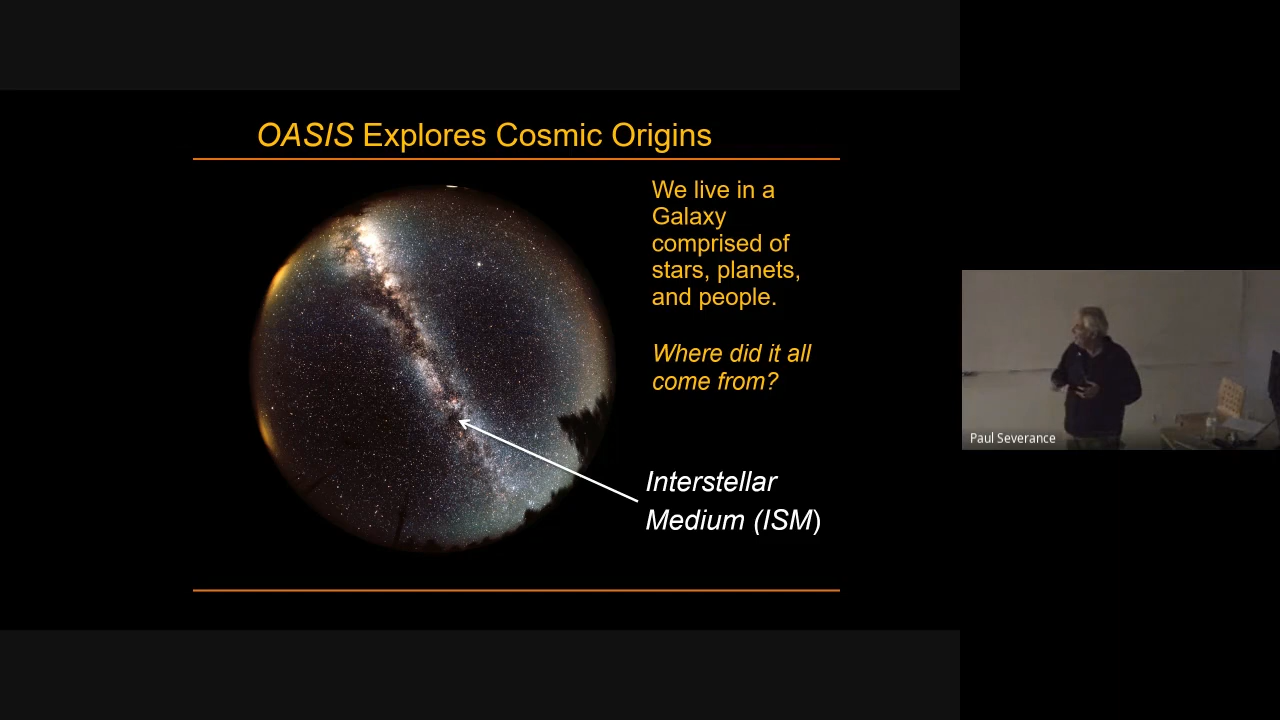 OASIS Explores Cosmic Origins
We live in a
Galaxy
comprised of
stars, planets,
and people.
Where did it all
come from?
Interstellar
Medium (ISM)
Paul Severance